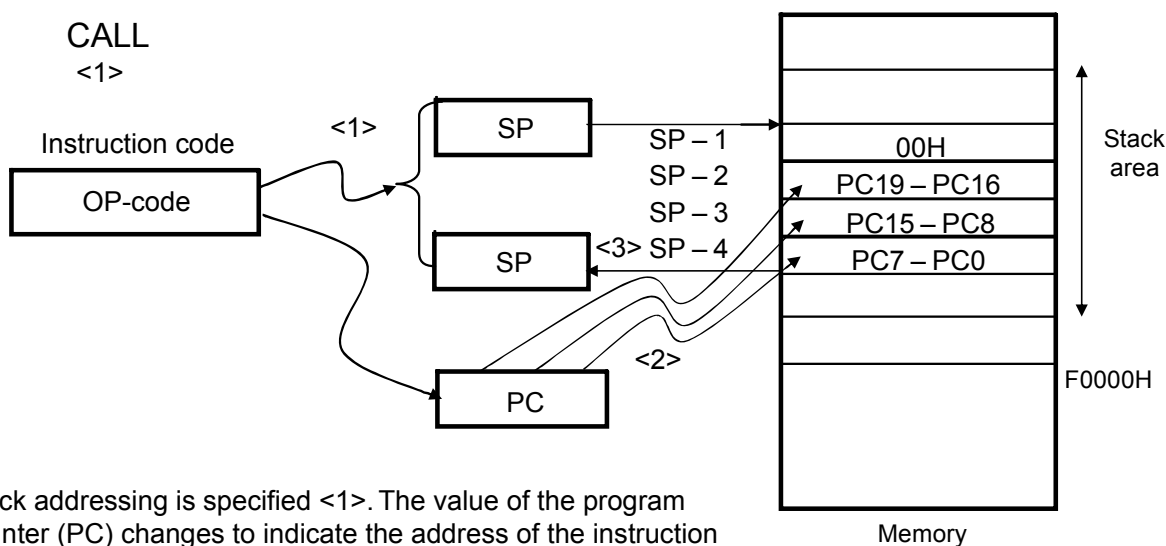 CALL
<1>
Instruction code
OP-code
<1>
SP
SP
<3>
SP – 1
SP – 2
SP – 3
SP – 4
<2>
PC
00H
PC19 – PC16
PC15 – PC8
PC7 – PC0
Stack
area
F0000H
Memory
ck addressing is specified <1>. The value of the program
nter (PC) changes to indicate the address of the instruction